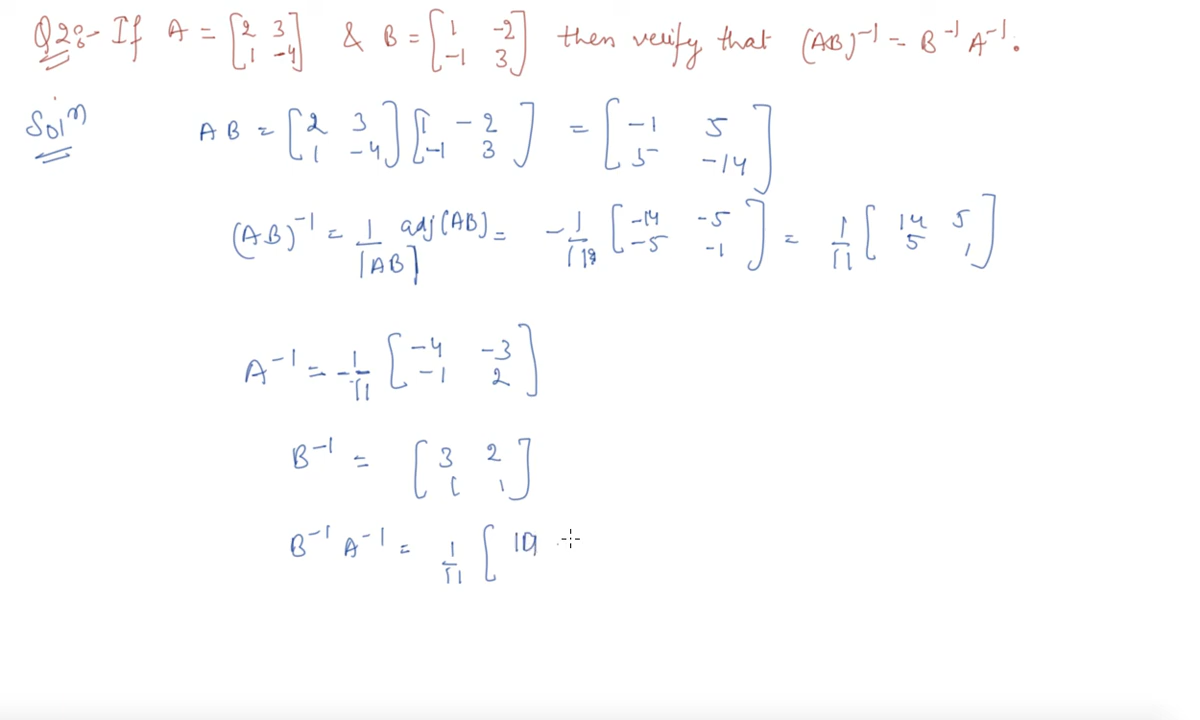 Q2:- If A = [2 3 1 -4] & B = [1 -2 -1 3] then verify that (AB)^-1 = B^-1 A^-1.
Sol^n
AB = [2 3 1 -4] [1 -2 -1 3] = [-1 5 5 -14]
(AB)^-1 = 1/|AB| adj(AB) = -1/11 [-14 -5 -5 -1] = 1/11 [14 5 5 1]
A^-1 = -1/11 [-4 -3 -1 2]
B^-1 = [3 2 1 1]
B^-1 A^-1 = 1/11 [